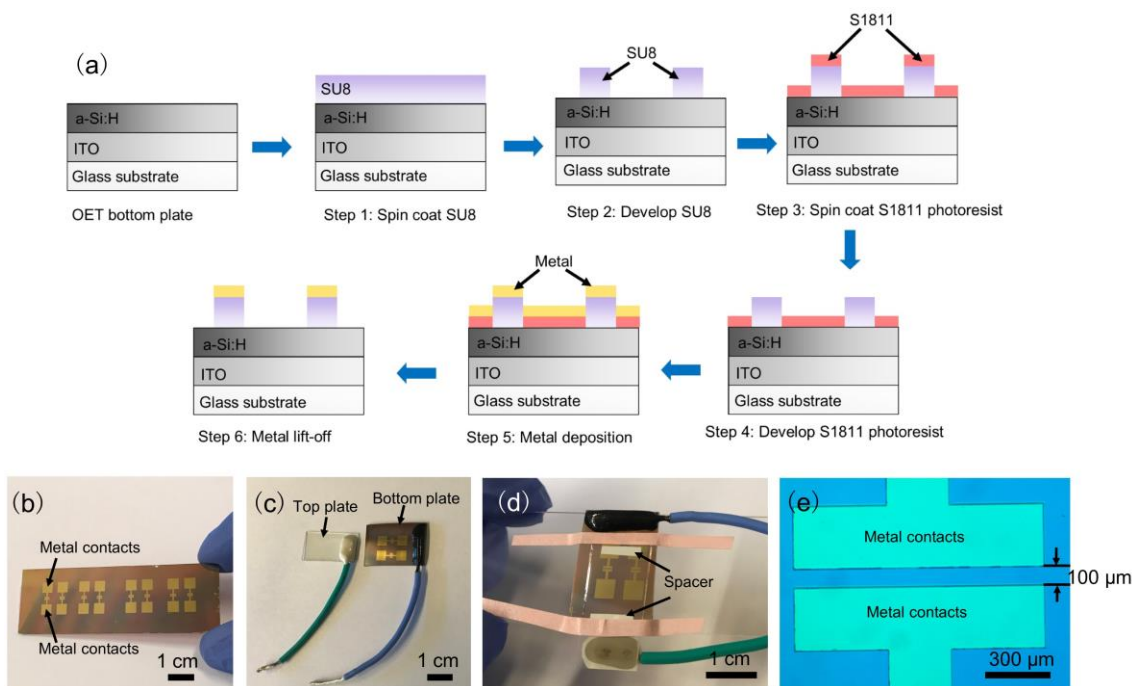 (a)
a-Si:H
ITO
Glass substrate
OET bottom plate
SU8
a-Si:H
ITO
Glass substrate
Step 1: Spin coat SU8
SU8
a-Si:H
ITO
Glass substrate
Step 2: Develop SU8
S1811
a-Si:H
ITO
Glass substrate
Step 3: Spin coat S1811 photoresist
a-Si:H
ITO
Glass substrate
Step 6: Metal lift-off
Metal
a-Si:H
ITO
Glass substrate
Step 5: Metal deposition
a-Si:H
ITO
Glass substrate
Step 4: Develop S1811 photoresist
(b)
Metal contacts
Metal contacts
1 cm
(c)
Top plate
Bottom plate
1 cm
(d)
Spacer
1 cm
(e)
Metal contacts
100 µm
Metal contacts
300 µm